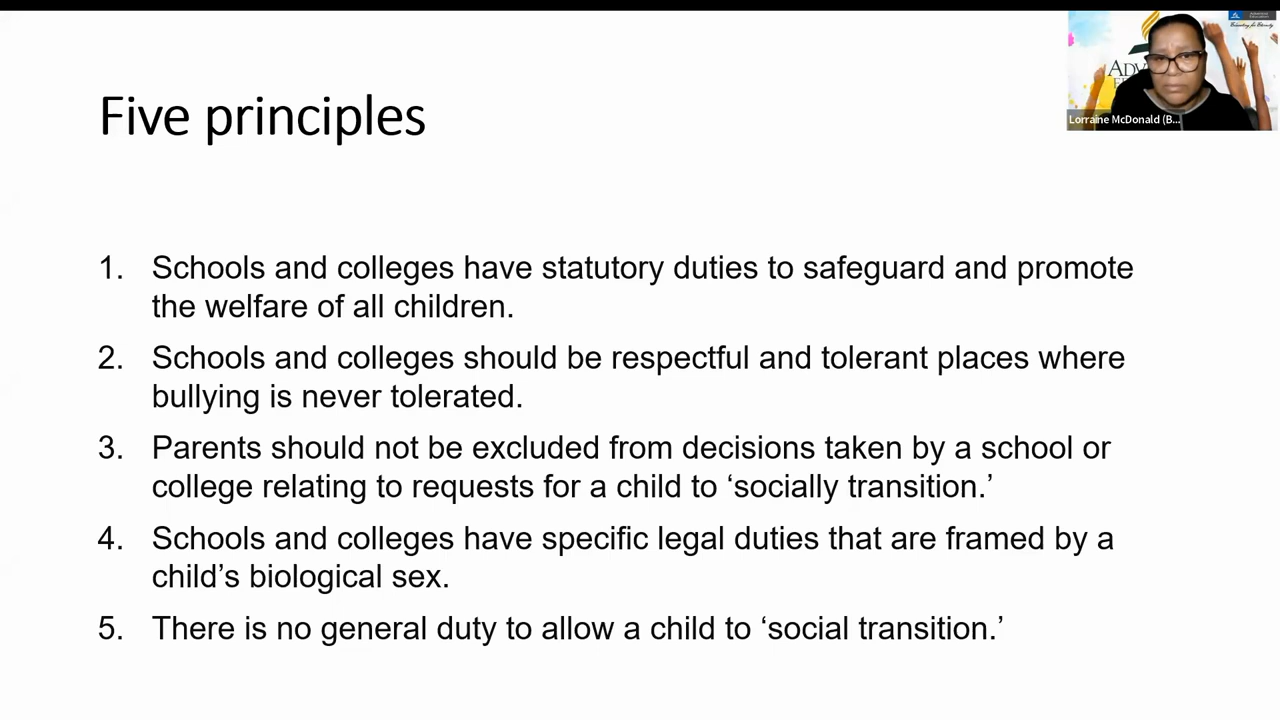 Five principles
1. Schools and colleges have statutory duties to safeguard and promote
the welfare of all children.
2. Schools and colleges should be respectful and tolerant places where
bullying is never tolerated.
3. Parents should not be excluded from decisions taken by a school or
college relating to requests for a child to ‘socially transition.’
4. Schools and colleges have specific legal duties that are framed by a
child’s biological sex.
5. There is no general duty to allow a child to ‘social transition.’
ADV
Lorraine McDonald (B...